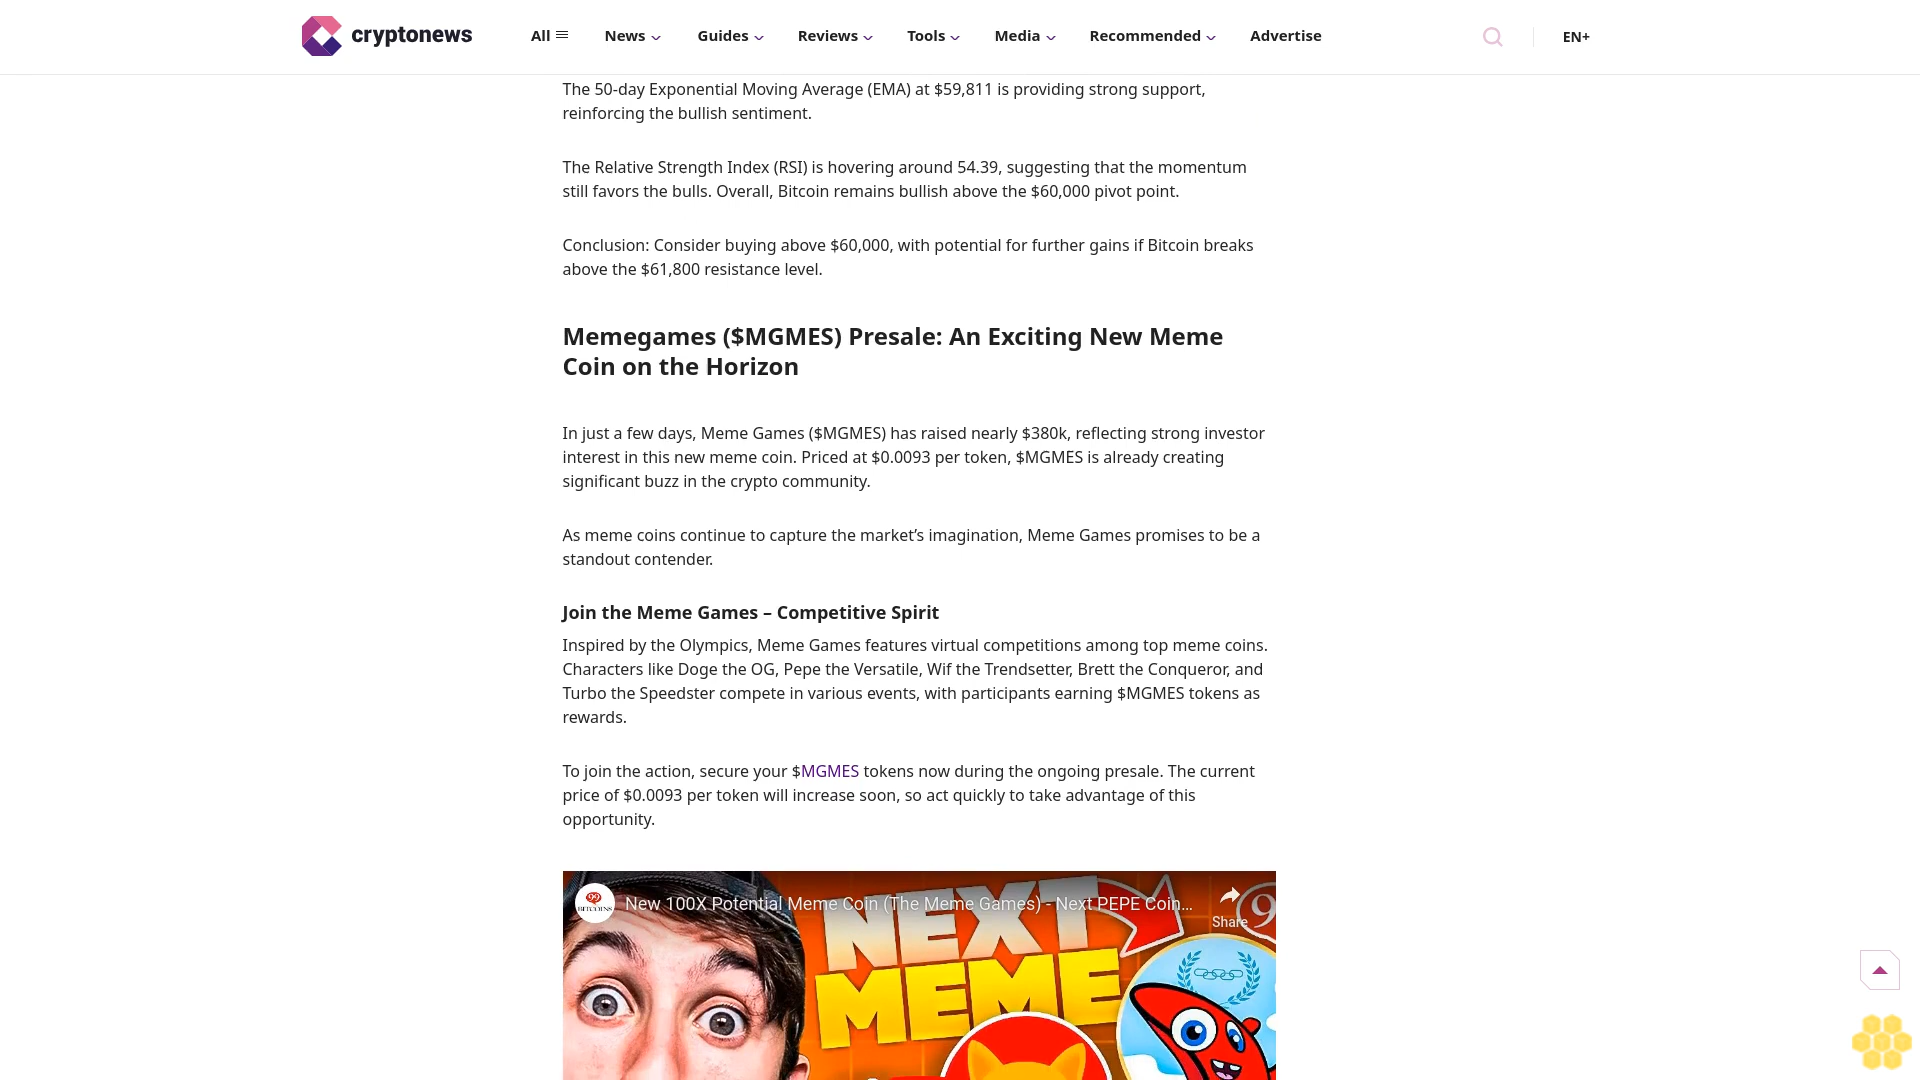 cryptonews
All
News
Guides
Reviews
Tools
Media
Recommended
Advertise
EN+
The 50-day Exponential Moving Average (EMA) at $59,811 is providing strong support,
reinforcing the bullish sentiment.
The Relative Strength Index (RSI) is hovering around 54.39, suggesting that the momentum
still favors the bulls. Overall, Bitcoin remains bullish above the $60,000 pivot point.
Conclusion: Consider buying above $60,000, with potential for further gains if Bitcoin breaks
above the $61,800 resistance level.
Memegames ($MGMES) Presale: An Exciting New Meme
Coin on the Horizon
In just a few days, Meme Games ($MGMES) has raised nearly $380k, reflecting strong investor
interest in this new meme coin. Priced at $0.0093 per token, $MGMES is already creating
significant buzz in the crypto community.
As meme coins continue to capture the market’s imagination, Meme Games promises to be a
standout contender.
Join the Meme Games – Competitive Spirit
Inspired by the Olympics, Meme Games features virtual competitions among top meme coins.
Characters like Doge the OG, Pepe the Versatile, Wif the Trendsetter, Brett the Conqueror, and
Turbo the Speedster compete in various events, with participants earning $MGMES tokens as
rewards.
To join the action, secure your $MGMES tokens now during the ongoing presale. The current
price of $0.0093 per token will increase soon, so act quickly to take advantage of this
opportunity.
99
BITCOINS
New 100X Potential Meme Coin (The Meme Games) - Next PEPE Coin...
Share
NEXT
MEME